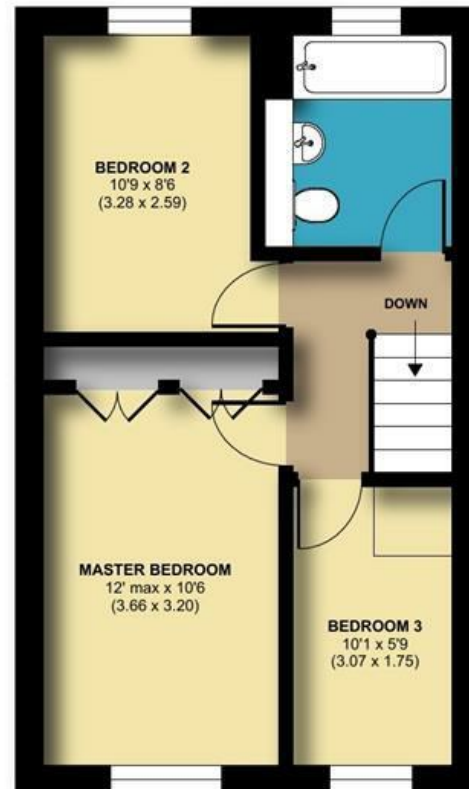 BEDROOM 2
10'9 x 8'6
(3.28 x 2.59)
DOWN
MASTER BEDROOM
12' max x 10'6
(3.66 x 3.20)
BEDROOM 3
10'1 x 5'9
(3.07 x 1.75)